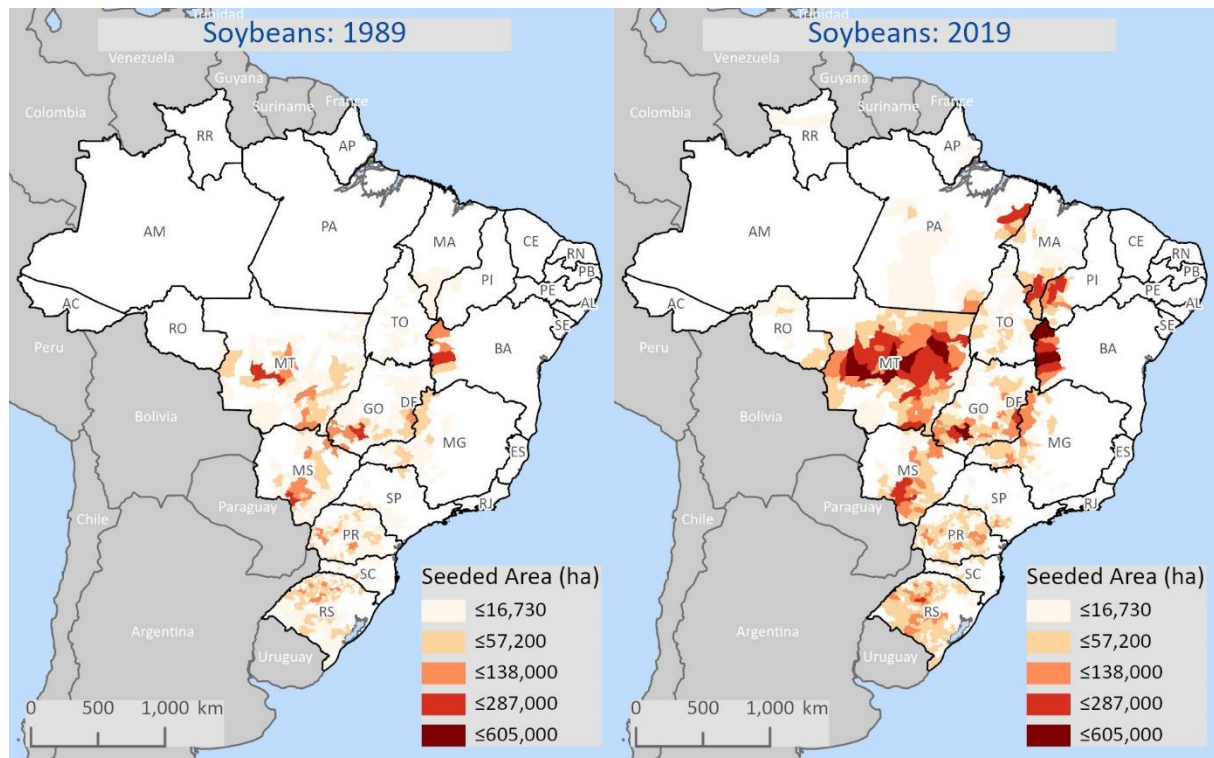 Soybeans: 1989
Trinidad
Venezuela
Guyana
Colombia
Suriname
France
RR
AP
AM
PA
MA
CE
RN
PB
PI
PE
AC
AL
TO
SE
RO
BA
Peru
MT
Bolivia
GO
DF
MG
ES
MS
SP
Paraguay
RJ
Chile
PR
SC
RS
Argentina
Uruguay
Seeded Area (ha)
≤16,730
≤57,200
≤138,000
≤287,000
≤605,000
0 500 1,000 km
Soybeans: 2019
Trinidad
Venezuela
Guyana
Colombia
Suriname
France
RR
AP
AM
PA
MA
CE
RN
PB
PI
PE
AC
AL
TO
SE
RO
BA
Peru
MT
Bolivia
GO
DF
MG
ES
MS
SP
Paraguay
RJ
Chile
PR
SC
RS
Argentina
Uruguay
Seeded Area (ha)
≤16,730
≤57,200
≤138,000
≤287,000
≤605,000
0 500 1,000 km